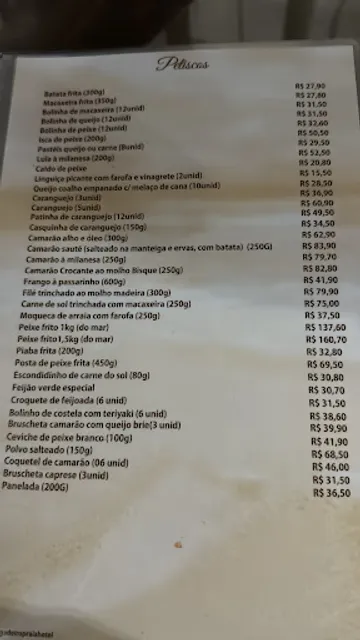 Petiscos
Batata frita (300g) R$ 27,90
Macaxeira frita (350g) R$ 27,80
Bolinha de macaxeira (12unid) R$ 31,50
Bolinha de queijo (12unid) R$ 31,50
Bolinha de peixe (12unid) R$ 32,60
Isca de peixe (200g) R$ 50,50
Pastéis queijo ou carne (8unid) R$ 29,50
Lula à milanesa (200g) R$ 52,50
Caldo de peixe R$ 20,80
Linguiça picante com farofa e vinagrete (2unid) R$ 15,50
Queijo coalho empanado c/ melaço de cana (10unid) R$ 28,50
Caranguejo (3unid) R$ 36,90
Caranguejo (5unid) R$ 60,90
Patinha de caranguejo (12unid) R$ 49,50
Casquinha de caranguejo (150g) R$ 34,50
Camarão alho e óleo (300g) R$ 62,90
Camarão sauté (salteado na manteiga e ervas, com batata) (250G) R$ 83,90
Camarão à milanesa (250g) R$ 79,70
Camarão Crocante ao molho Bisque (250g) R$ 82,80
Frango à passarinho (600g) R$ 41,90
Filé trinchado ao molho madeira (300g) R$ 79,90
Carne de sol trinchada com macaxeira (250g) R$ 75,00
Moqueca de arraia com farofa (250g) R$ 37,50
Peixe frito 1kg (do mar) R$ 137,60
Peixe frito1,5kg (do mar) R$ 160,70
Piaba frita (200g) R$ 32,80
Posta de peixe frita (450g) R$ 69,50
Escondidinho de carne do sol (80g) R$ 30,80
Feijão verde especial R$ 30,70
Croquete de feijoada (6 unid) R$ 31,50
Bolinho de costela com teriyaki (6 unid) R$ 38,60
Bruscheta camarão com queijo brie(3 unid) R$ 39,90
Ceviche de peixe branco (100g) R$ 41,90
Polvo salteado (150g) R$ 68,50
Coquetel de camarão (06 unid) R$ 46,00
Bruscheta caprese (3unid) R$ 31,50
Panelada (200G) R$ 36,50